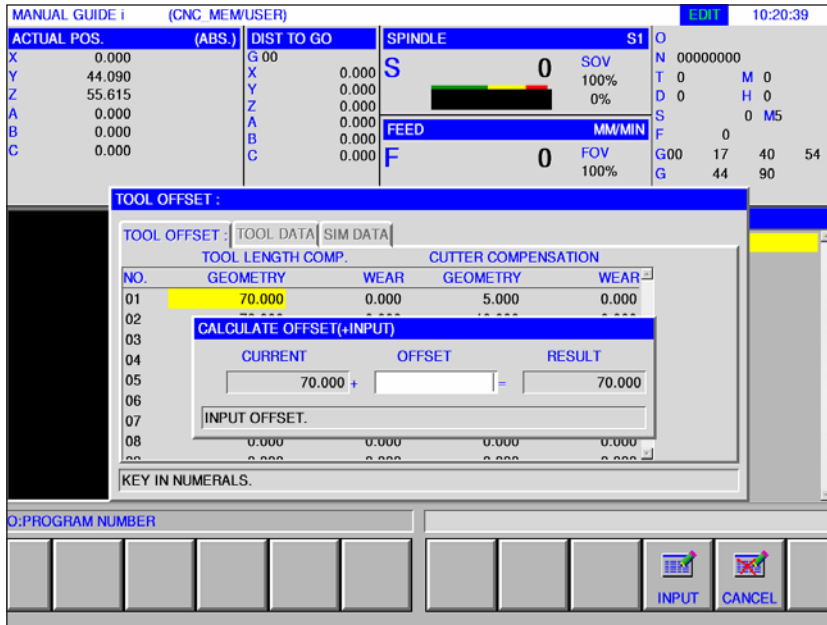 MANUAL GUIDE i (CNC_MEM/USER) EDIT 10:20:39
ACTUAL POS. (ABS.)
X 0.000
Y 44.090
Z 55.615
A 0.000
B 0.000
C 0.000
DIST TO GO
G 00
X 0.000
Y 0.000
Z 0.000
A 0.000
B 0.000
C 0.000
SPINDLE S1
S 0 SOV
100%
0%
FEED MM/MIN
F 0 FOV
100%
O
N 00000000
T 0 M 0
D 0 H 0
S 0 M5
F 0
G00 17 40 54
G 44 90
TOOL OFFSET :
TOOL OFFSET : TOOL DATA SIM DATA
TOOL LENGTH COMP. CUTTER COMPENSATION
NO. GEOMETRY WEAR GEOMETRY WEAR
01 70.000 0.000 5.000 0.000
02
03
04
05
06
07
08 0.000 0.000 0.000 0.000
CALCULATE OFFSET(+INPUT)
CURRENT OFFSET RESULT
70.000 + = 70.000
INPUT OFFSET.
KEY IN NUMERALS.
O:PROGRAM NUMBER
INPUT CANCEL